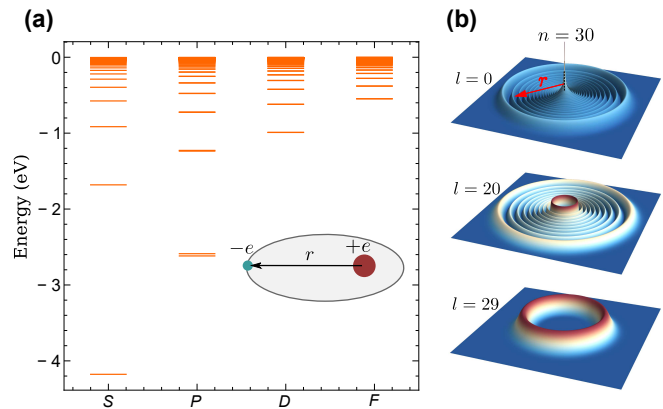 (a)
Energy (eV)
0
− 1
− 2
− 3
− 4
S P D F
−e
r
+e
(b)
n = 30
l = 0
r
l = 20
l = 29